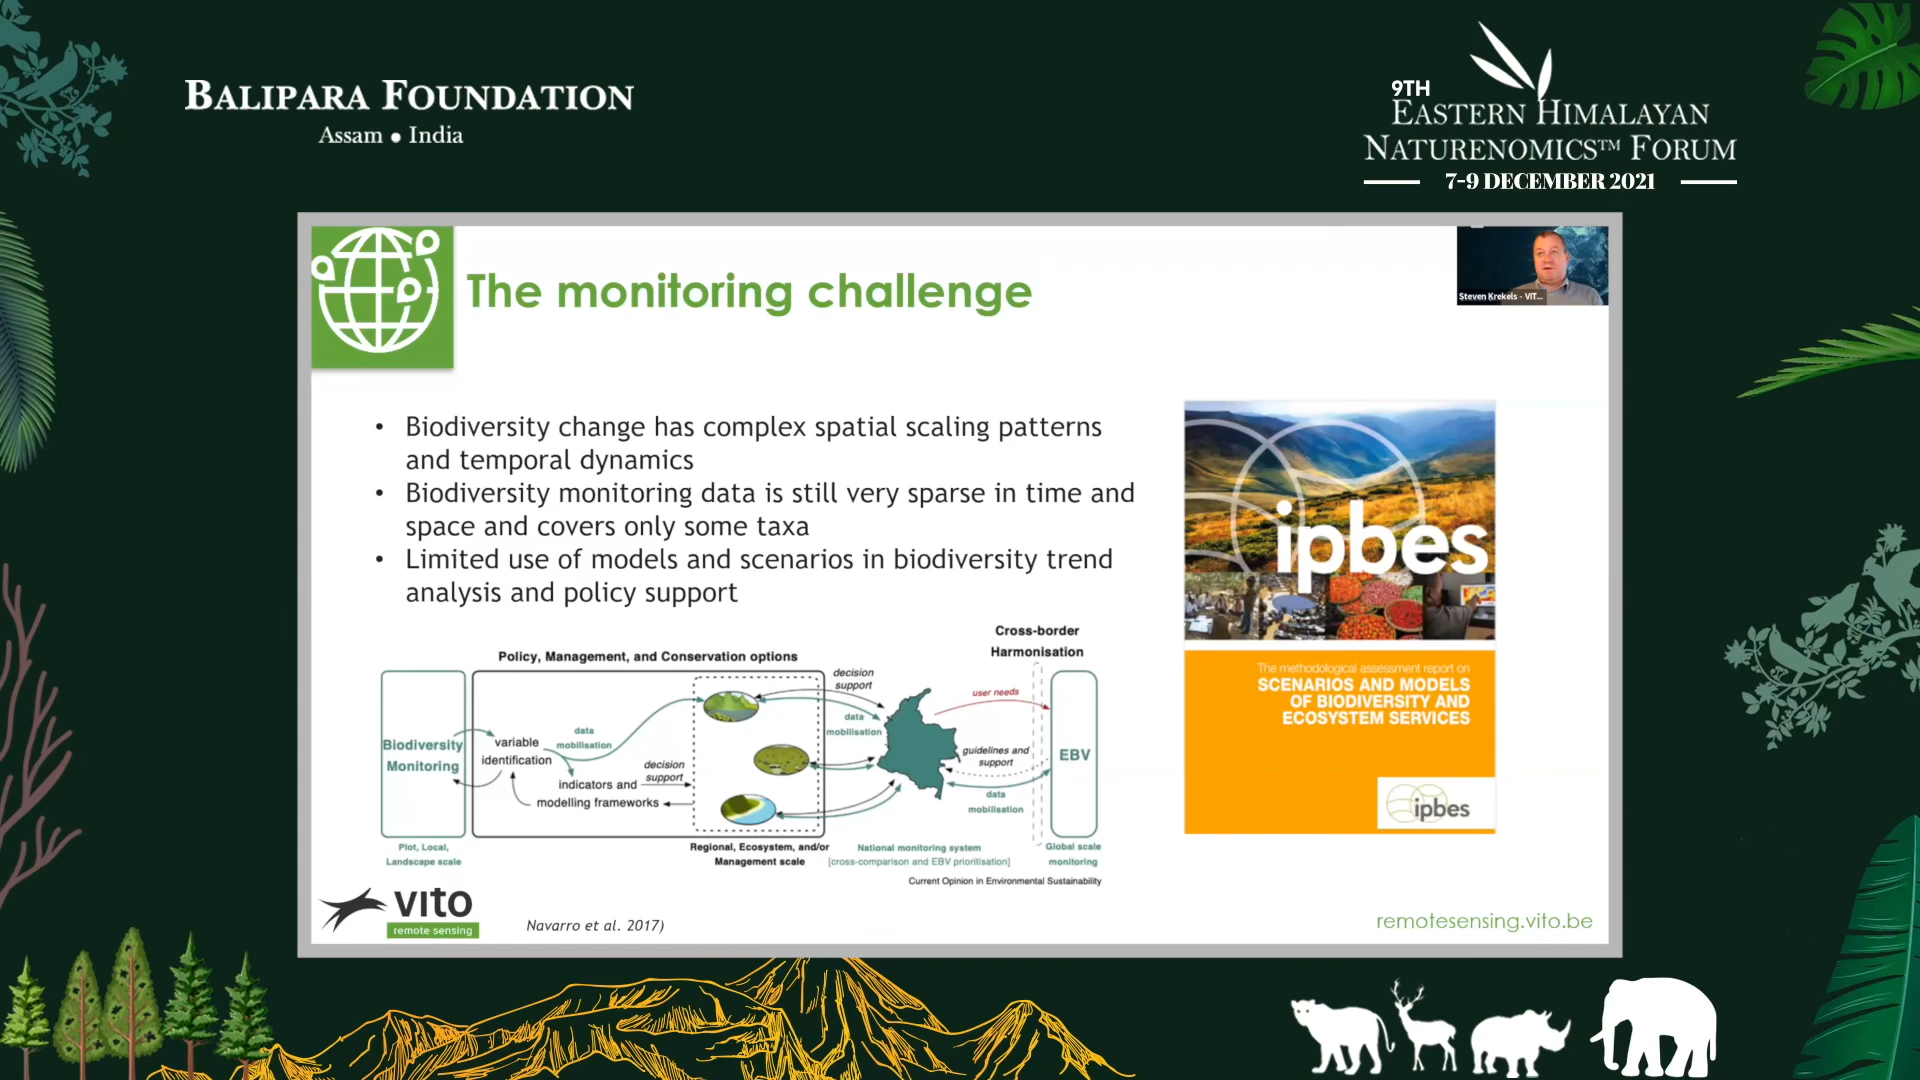 BALIPARA FOUNDATION
Assam ● India
9TH
EASTERN HIMALAYAN
NATURENOMICS™ FORUM
7-9 DECEMBER 2021
The monitoring challenge
Steven Krekels - VIT...
• Biodiversity change has complex spatial scaling patterns
and temporal dynamics
• Biodiversity monitoring data is still very sparse in time and
space and covers only some taxa
• Limited use of models and scenarios in biodiversity trend
analysis and policy support
ipbes
The methodological assessment report on
SCENARIOS AND MODELS
OF BIODIVERSITY AND
ECOSYSTEM SERVICES
ipbes
Policy, Management, and Conservation options
Cross-border
Harmonisation
Biodiversity
Monitoring
variable
identification
data
mobilisation
indicators and
modelling frameworks
decision
support
decision
support
data
mobilisation
user needs
guidelines and
support
data
mobilisation
EBV
Plot, Local,
Landscape scale
Regional, Ecosystem, and/or
Management scale
National monitoring system
[cross-comparison and EBV prioritisation]
Global scale
monitoring
Current Opinion in Environmental Sustainability
vito
remote sensing
Navarro et al. 2017)
remotesensing.vito.be